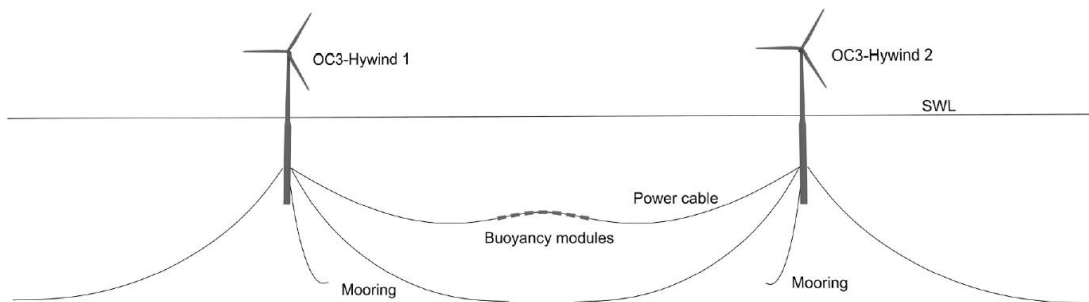 OC3-Hywind 1
OC3-Hywind 2
SWL
Power cable
Buoyancy modules
Mooring
Mooring